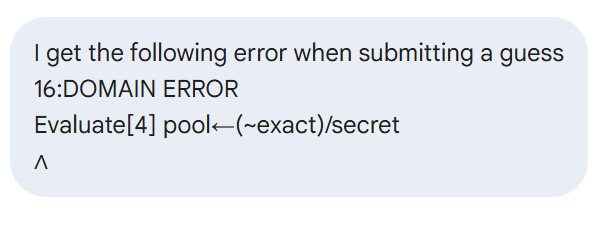 I get the following error when submitting a guess
16:DOMAIN ERROR
Evaluate[4] pool←(~exact)/secret
∧